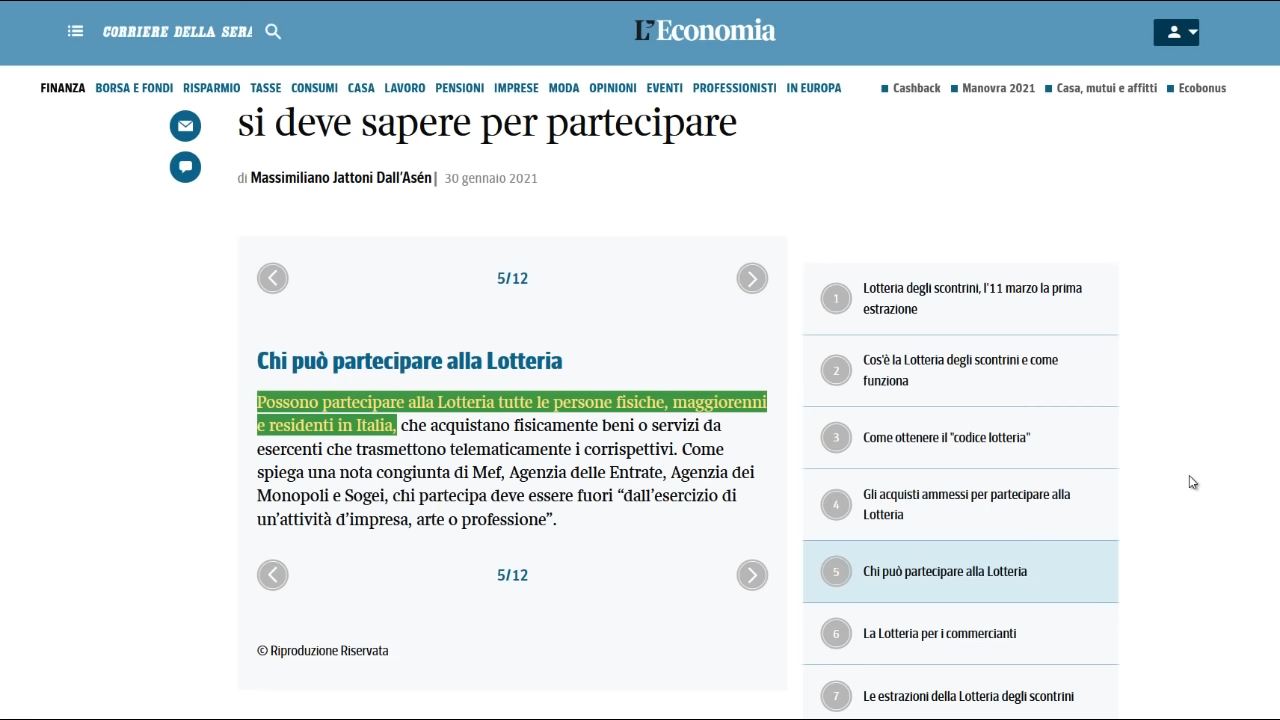 CORRIERE DELLA SERA
L'Economia
FINANZA BORSA E FONDI RISPARMIO TASSE CONSUMI CASA LAVORO PENSIONI IMPRESE MODA OPINIONI EVENTI PROFESSIONISTI IN EUROPA Cashback Manovra 2021 Casa, mutui e affitti Ecobonus
si deve sapere per partecipare
di Massimiliano Jattoni Dall'Asén | 30 gennaio 2021
5/12
Chi può partecipare alla Lotteria
Possono partecipare alla Lotteria tutte le persone fisiche, maggiorenni
e residenti in Italia, che acquistano fisicamente beni o servizi da
esercenti che trasmettono telematicamente i corrispettivi. Come
spiega una nota congiunta di Mef, Agenzia delle Entrate, Agenzia dei
Monopoli e Sogei, chi partecipa deve essere fuori “dall'esercizio di
un'attività d'impresa, arte o professione”.
5/12
© Riproduzione Riservata
1 Lotteria degli scontrini, l'11 marzo la prima
estrazione
2 Cos'è la Lotteria degli scontrini e come
funziona
3 Come ottenere il "codice lotteria"
4 Gli acquisti ammessi per partecipare alla
Lotteria
5 Chi può partecipare alla Lotteria
6 La Lotteria per i commercianti
7 Le estrazioni della Lotteria degli scontrini